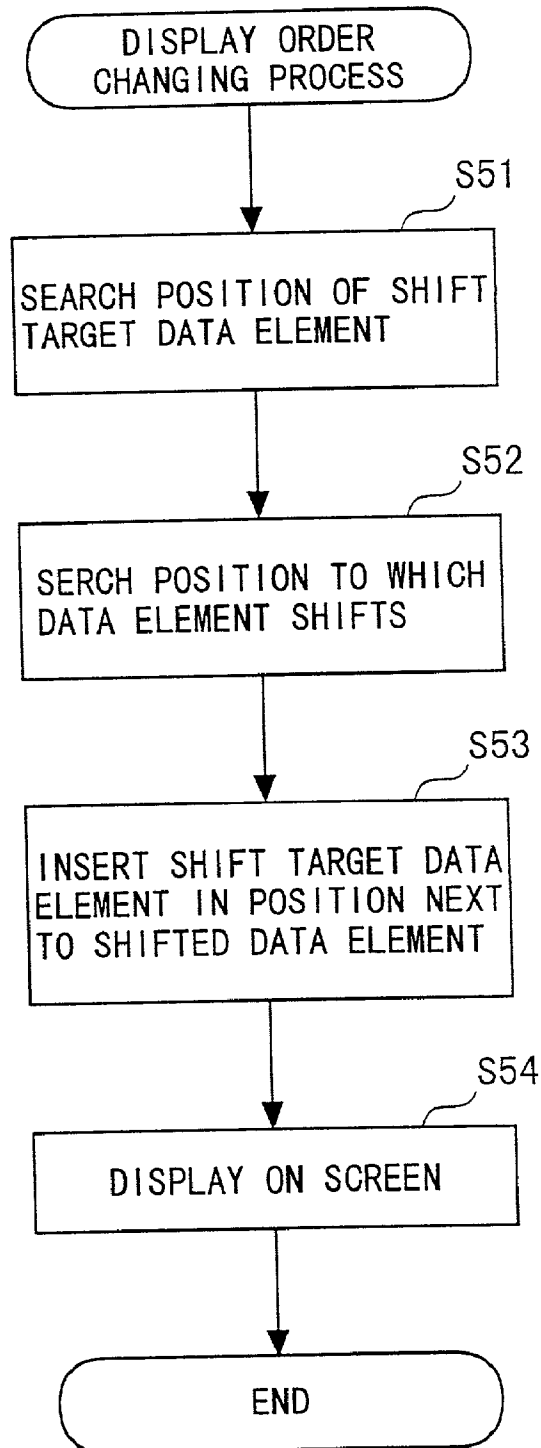 DISPLAY ORDER
CHANGING PROCESS
S51
SEARCH POSITION OF SHIFT
TARGET DATA ELEMENT
S52
SERCH POSITION TO WHICH
DATA ELEMENT SHIFTS
S53
INSERT SHIFT TARGET DATA
ELEMENT IN POSITION NEXT
TO SHIFTED DATA ELEMENT
S54
DISPLAY ON SCREEN
END